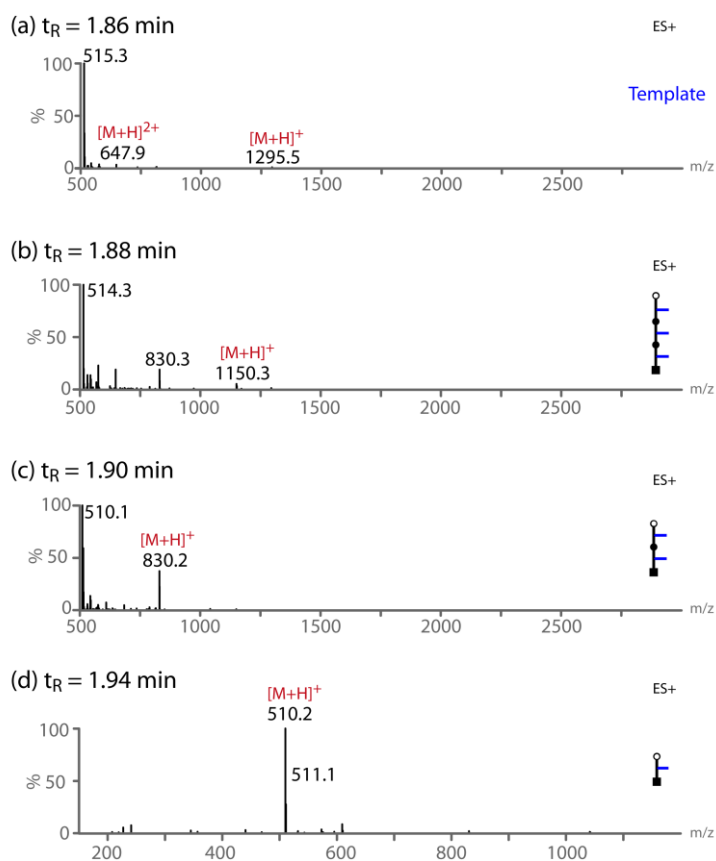 (a) tR = 1.86 min
ES+
515.3
100
Template
50
%
[M+H]2+
[M+H]+
647.9
1295.5
0
500 1000 1500 2000 2500 m/z
(b) tR = 1.88 min
ES+
100
514.3
50
%
830.3
[M+H]+
1150.3
0
500 1000 1500 2000 2500 m/z
(c) tR = 1.90 min
ES+
100
510.1
[M+H]+
50
%
830.2
0
500 1000 1500 2000 2500 m/z
(d) tR = 1.94 min
ES+
[M+H]+
510.2
100
511.1
50
%
0
200 400 600 800 1000 m/z